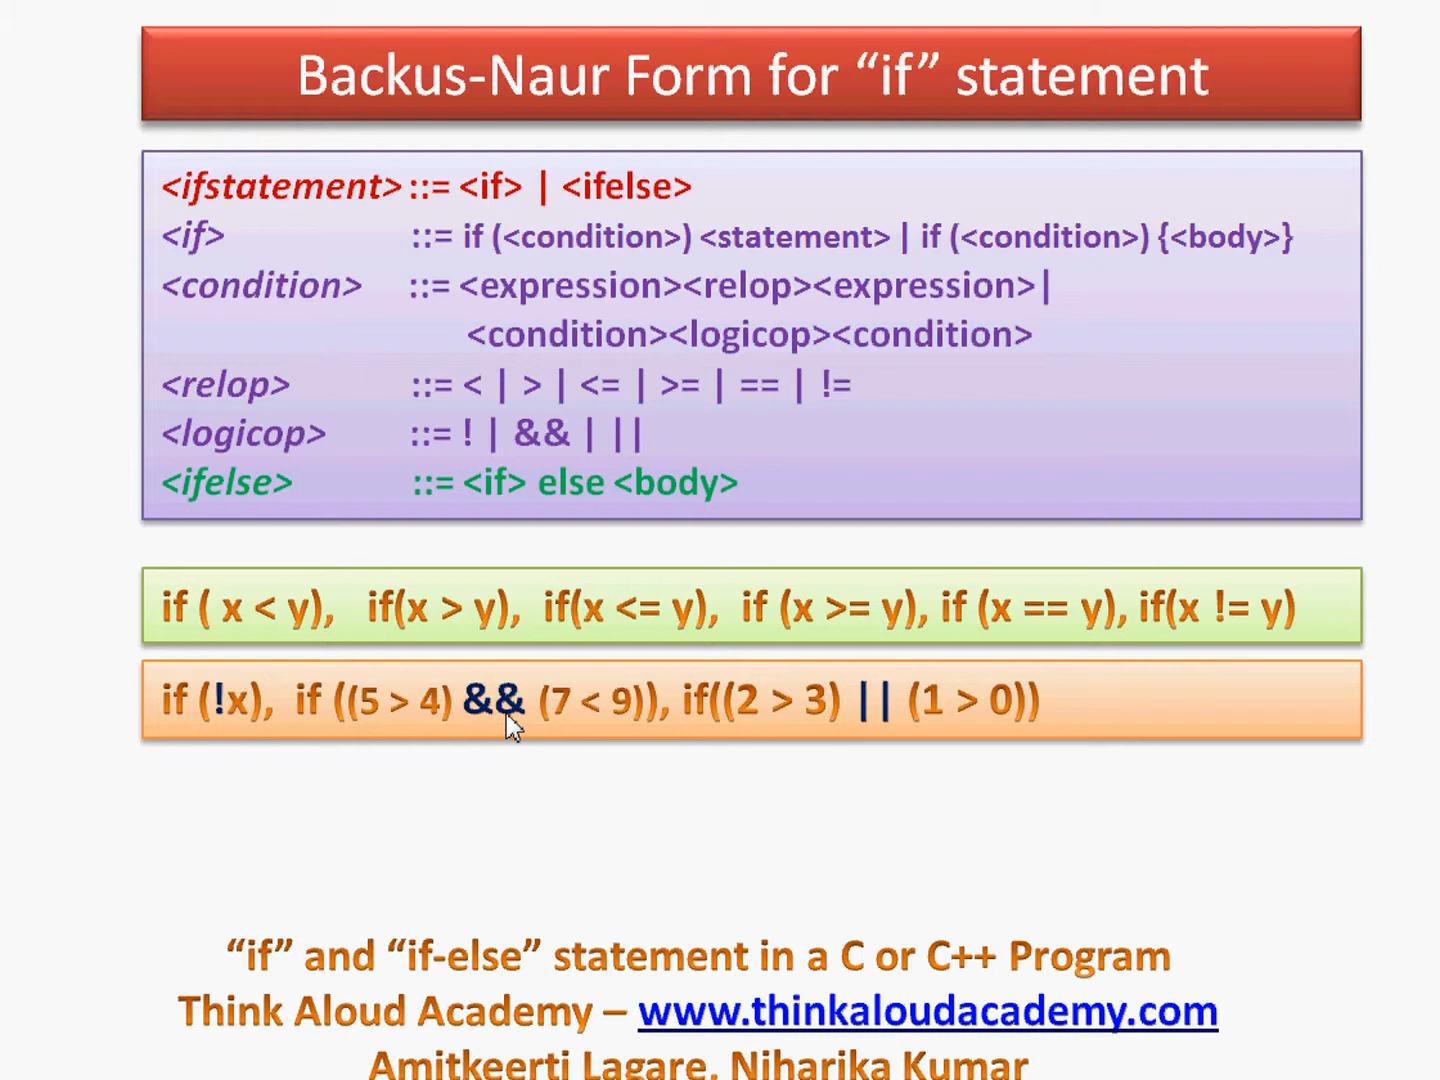 Backus-Naur Form for “if” statement
<ifstatement> ::= <if> | <ifelse>
<if> ::= if (<condition>) <statement> | if (<condition>) {<body>}
<condition> ::= <expression><relop><expression>|
<condition><logicop><condition>
<relop> ::= < | > | <= | >= | == | !=
<logicop> ::= ! | && | ||
<ifelse> ::= <if> else <body>
if ( x < y), if(x > y), if(x <= y), if (x >= y), if (x == y), if(x != y)
if (!x), if ((5 > 4) && (7 < 9)), if((2 > 3) || (1 > 0))
“if” and “if-else” statement in a C or C++ Program
Think Aloud Academy – www.thinkaloudacademy.com
Amitkeerti Lagare, Niharika Kumar